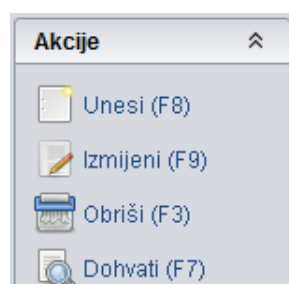 Akcije
Unesi (F8)
Izmijeni (F9)
Obriši (F3)
Dohvati (F7)